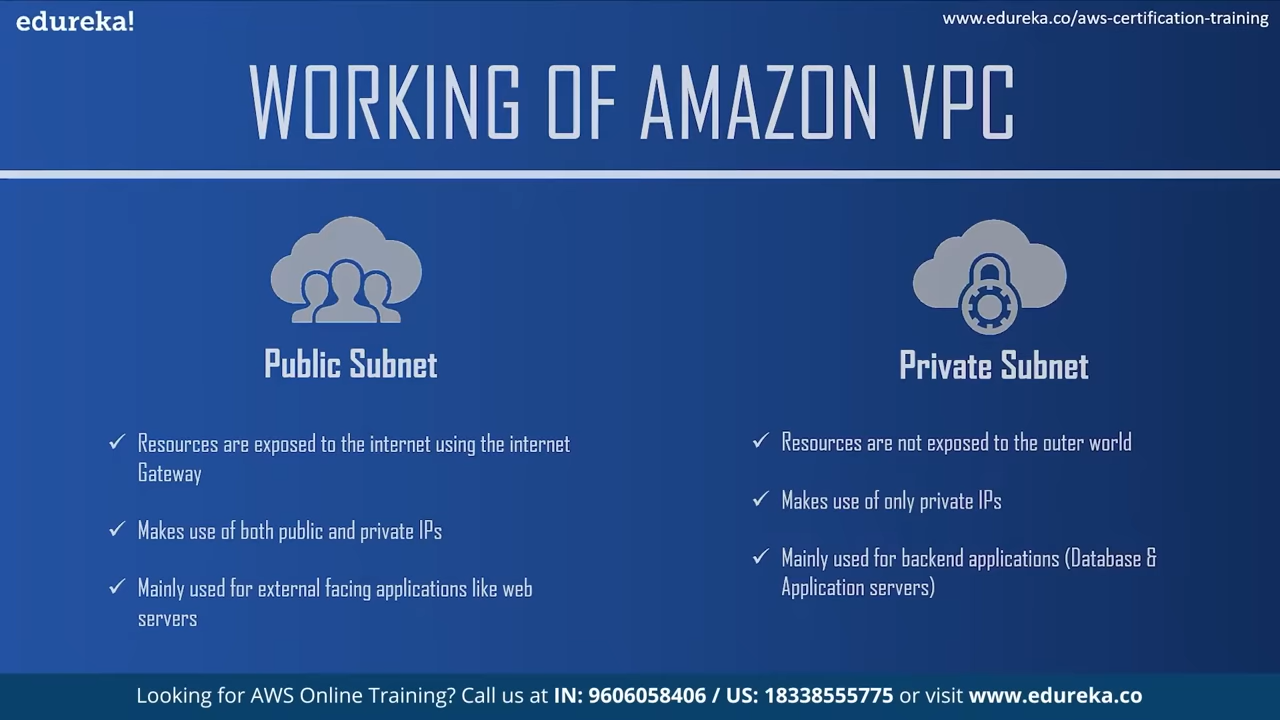 edureka!
www.edureka.co/aws-certification-training
WORKING OF AMAZON VPC
Public Subnet
✓ Resources are exposed to the internet using the internet
Gateway
✓ Makes use of both public and private IPs
✓ Mainly used for external facing applications like web
servers
Private Subnet
✓ Resources are not exposed to the outer world
✓ Makes use of only private IPs
✓ Mainly used for backend applications (Database &
Application servers)
Looking for AWS Online Training? Call us at IN: 9606058406 / US: 18338555775 or visit www.edureka.co